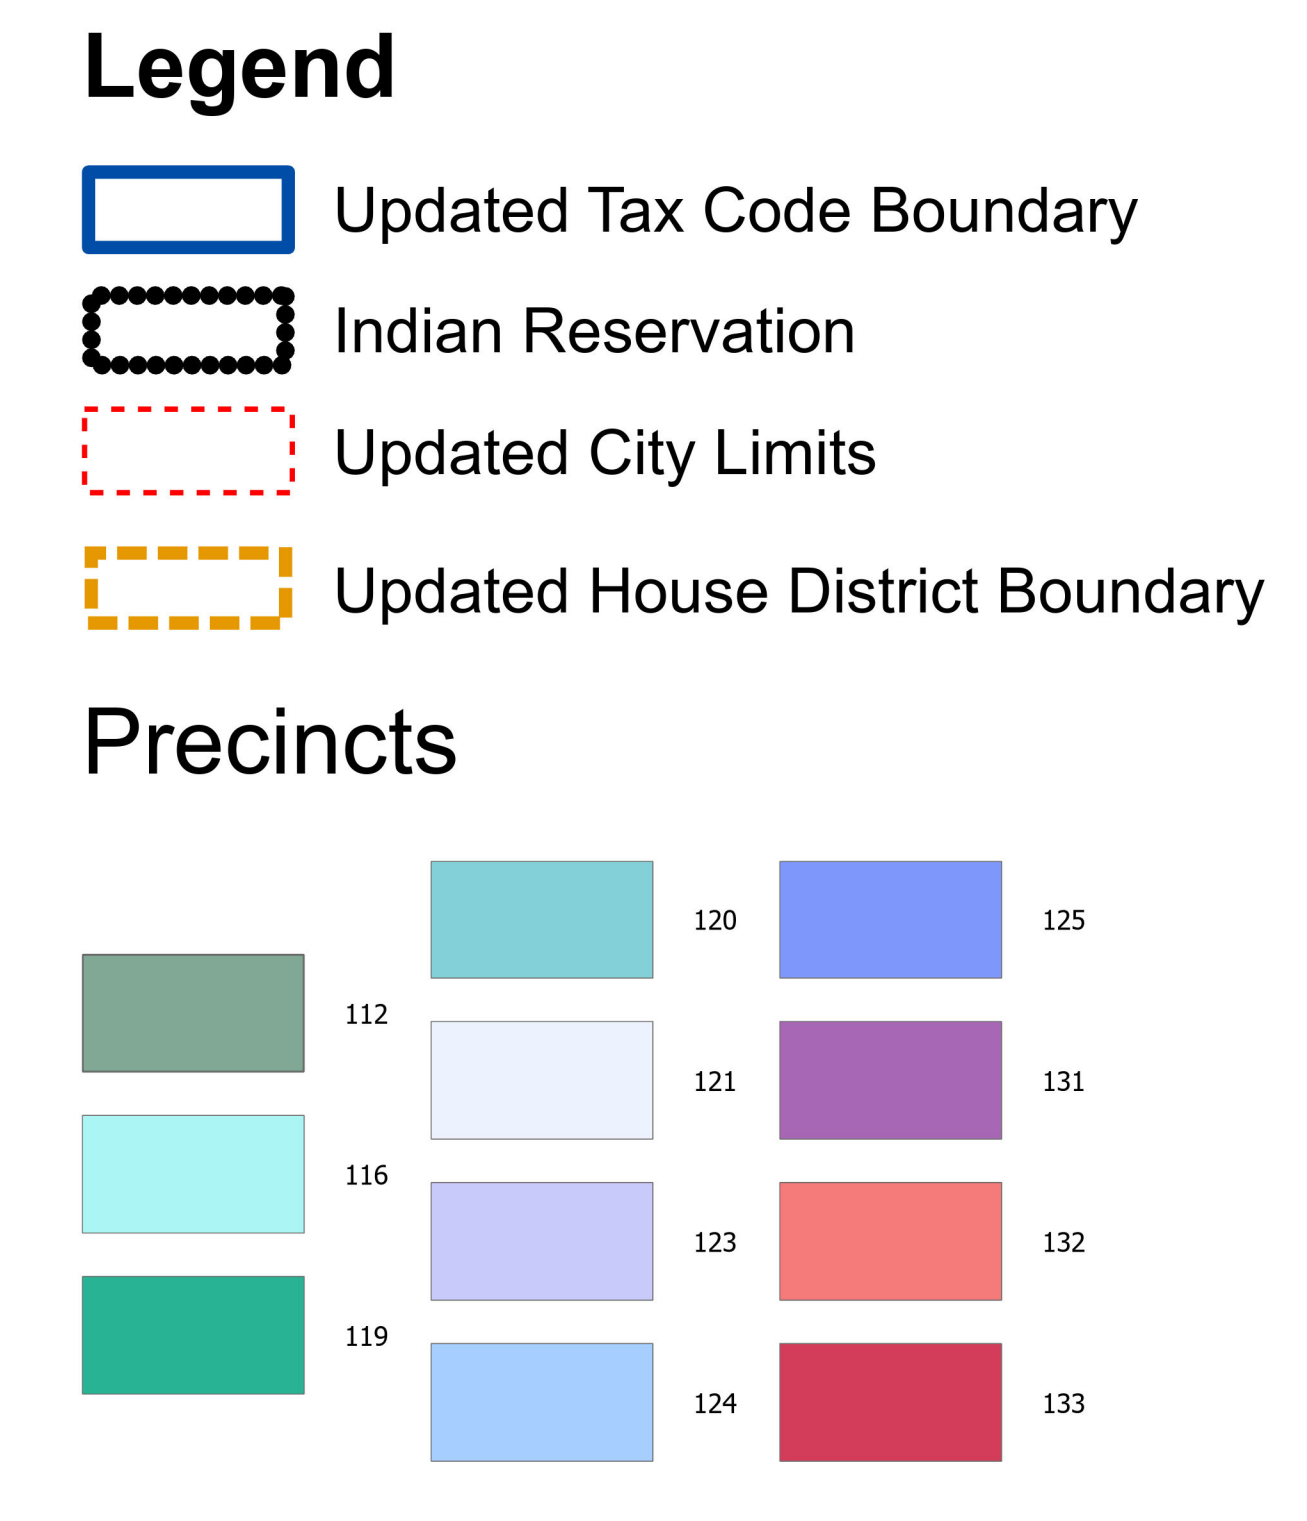 Legend
Updated Tax Code Boundary
Indian Reservation
Updated City Limits
Updated House District Boundary
Precincts
112
116
119
120
121
123
124
125
131
132
133